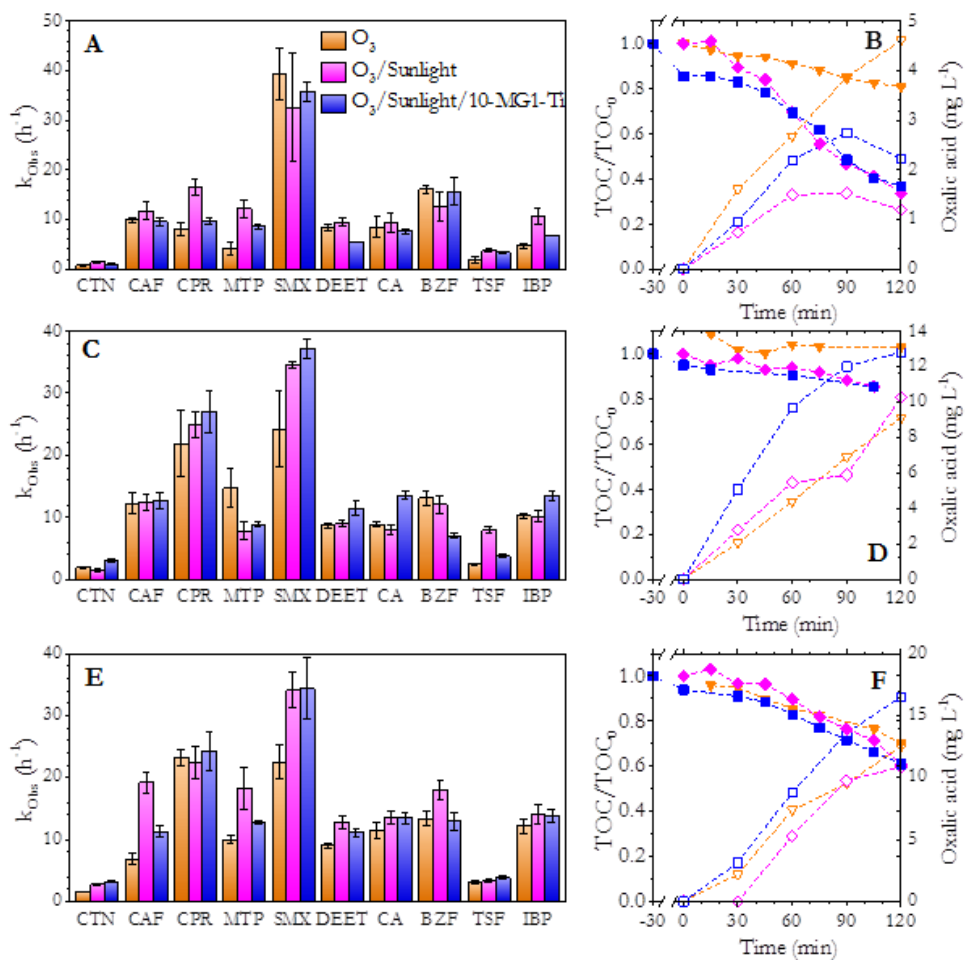 A
O₃
O₃/Sunlight
O₃/Sunlight/10-MG1-Ti
k_Obs (h⁻¹)
50
40
30
20
10
0
CTN CAF CPR MTP SMX DEET CA BZF TSF IBP
B
TOC/TOC₀
1.0
0.8
0.6
0.4
0.2
0.0
Oxalic acid (mg L⁻¹)
5
4
3
2
1
0
-30 0 30 60 90 120
Time (min)
C
k_Obs (h⁻¹)
40
30
20
10
0
CTN CAF CPR MTP SMX DEET CA BZF TSF IBP
D
TOC/TOC₀
1.0
0.8
0.6
0.4
0.2
0.0
Oxalic acid (mg L⁻¹)
14
12
10
8
6
4
2
0
-30 0 30 60 90 120
Time (min)
E
k_Obs (h⁻¹)
40
30
20
10
0
CTN CAF CPR MTP SMX DEET CA BZF TSF IBP
F
TOC/TOC₀
1.0
0.8
0.6
0.4
0.2
0.0
Oxalic acid (mg L⁻¹)
20
15
10
5
0
-30 0 30 60 90 120
Time (min)